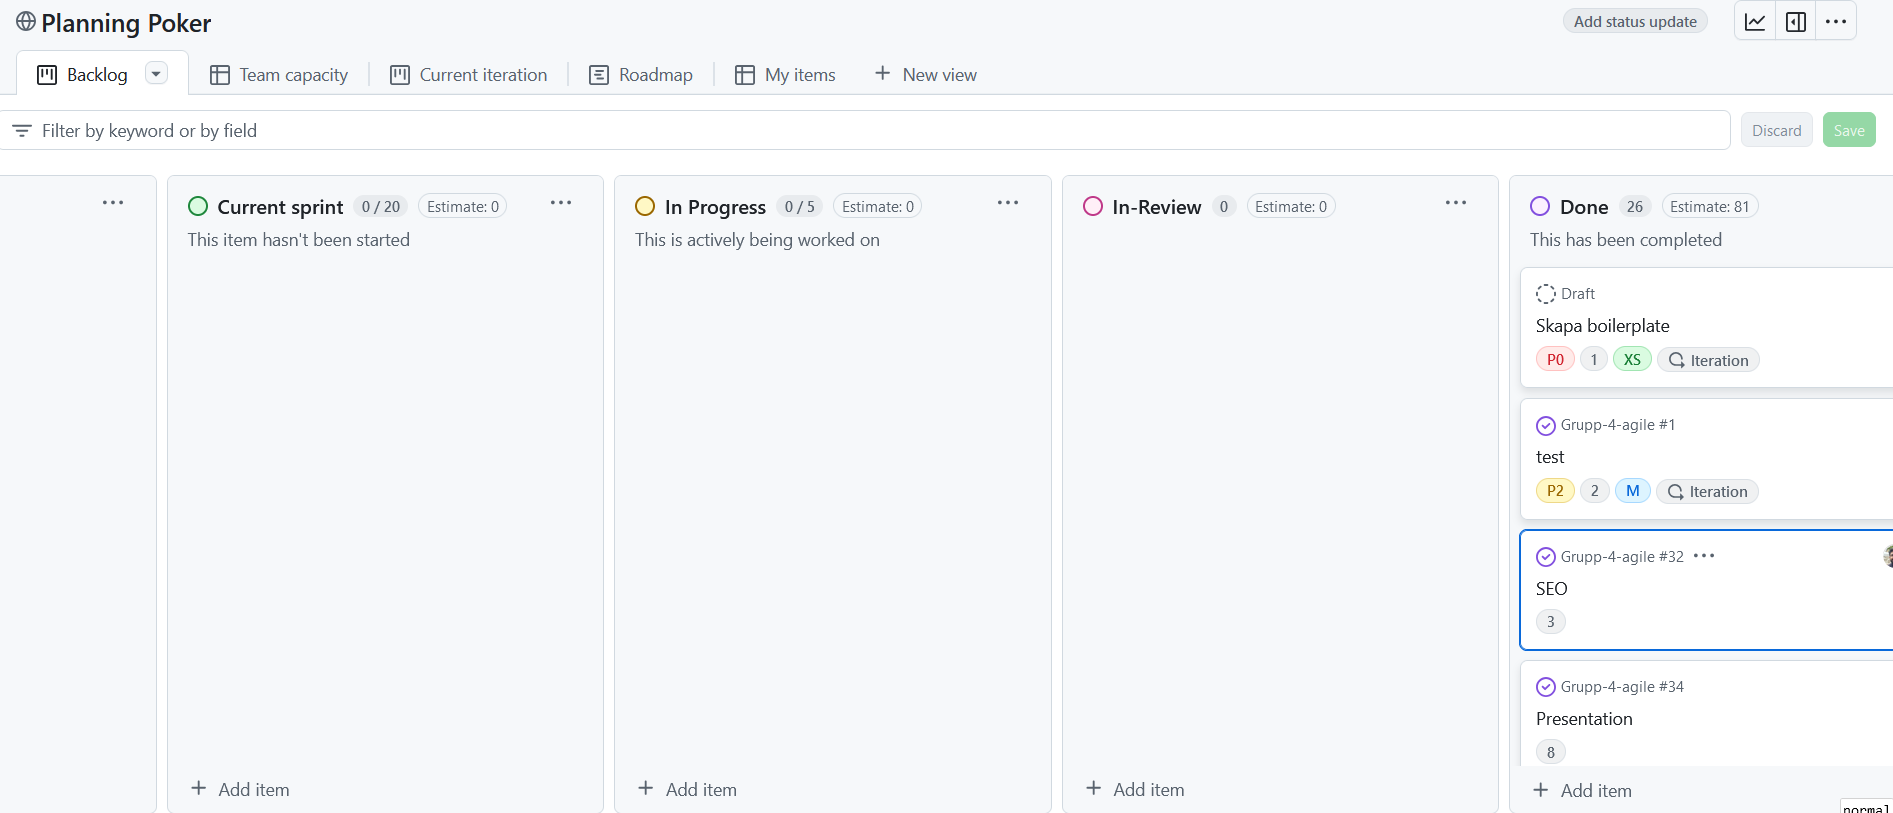 Planning Poker
Add status update
Backlog
Team capacity
Current iteration
Roadmap
My items
New view
Filter by keyword or by field
Discard
Save
Current sprint 0 / 20 Estimate: 0
This item hasn't been started
Add item
In Progress 0 / 5 Estimate: 0
This is actively being worked on
Add item
In-Review 0 Estimate: 0
Add item
Done 26 Estimate: 81
This has been completed
Draft
Skapa boilerplate
P0 1 XS Iteration
Grupp-4-agile #1
test
P2 2 M Iteration
Grupp-4-agile #32
SEO
3
Grupp-4-agile #34
Presentation
8
Add item
normal